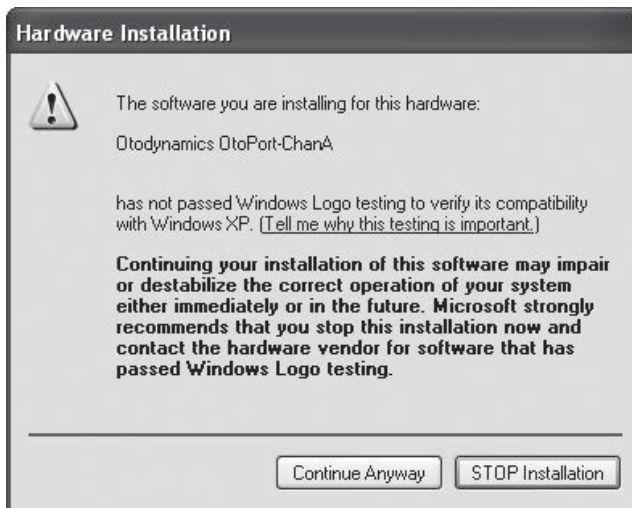 Hardware Installation
The software you are installing for this hardware:
Otodynamics OtoPort-ChanA
has not passed Windows Logo testing to verify its compatibility
with Windows XP. (Tell me why this testing is important.)
Continuing your installation of this software may impair
or destabilize the correct operation of your system
either immediately or in the future. Microsoft strongly
recommends that you stop this installation now and
contact the hardware vendor for software that has
passed Windows Logo testing.
Continue Anyway
STOP Installation